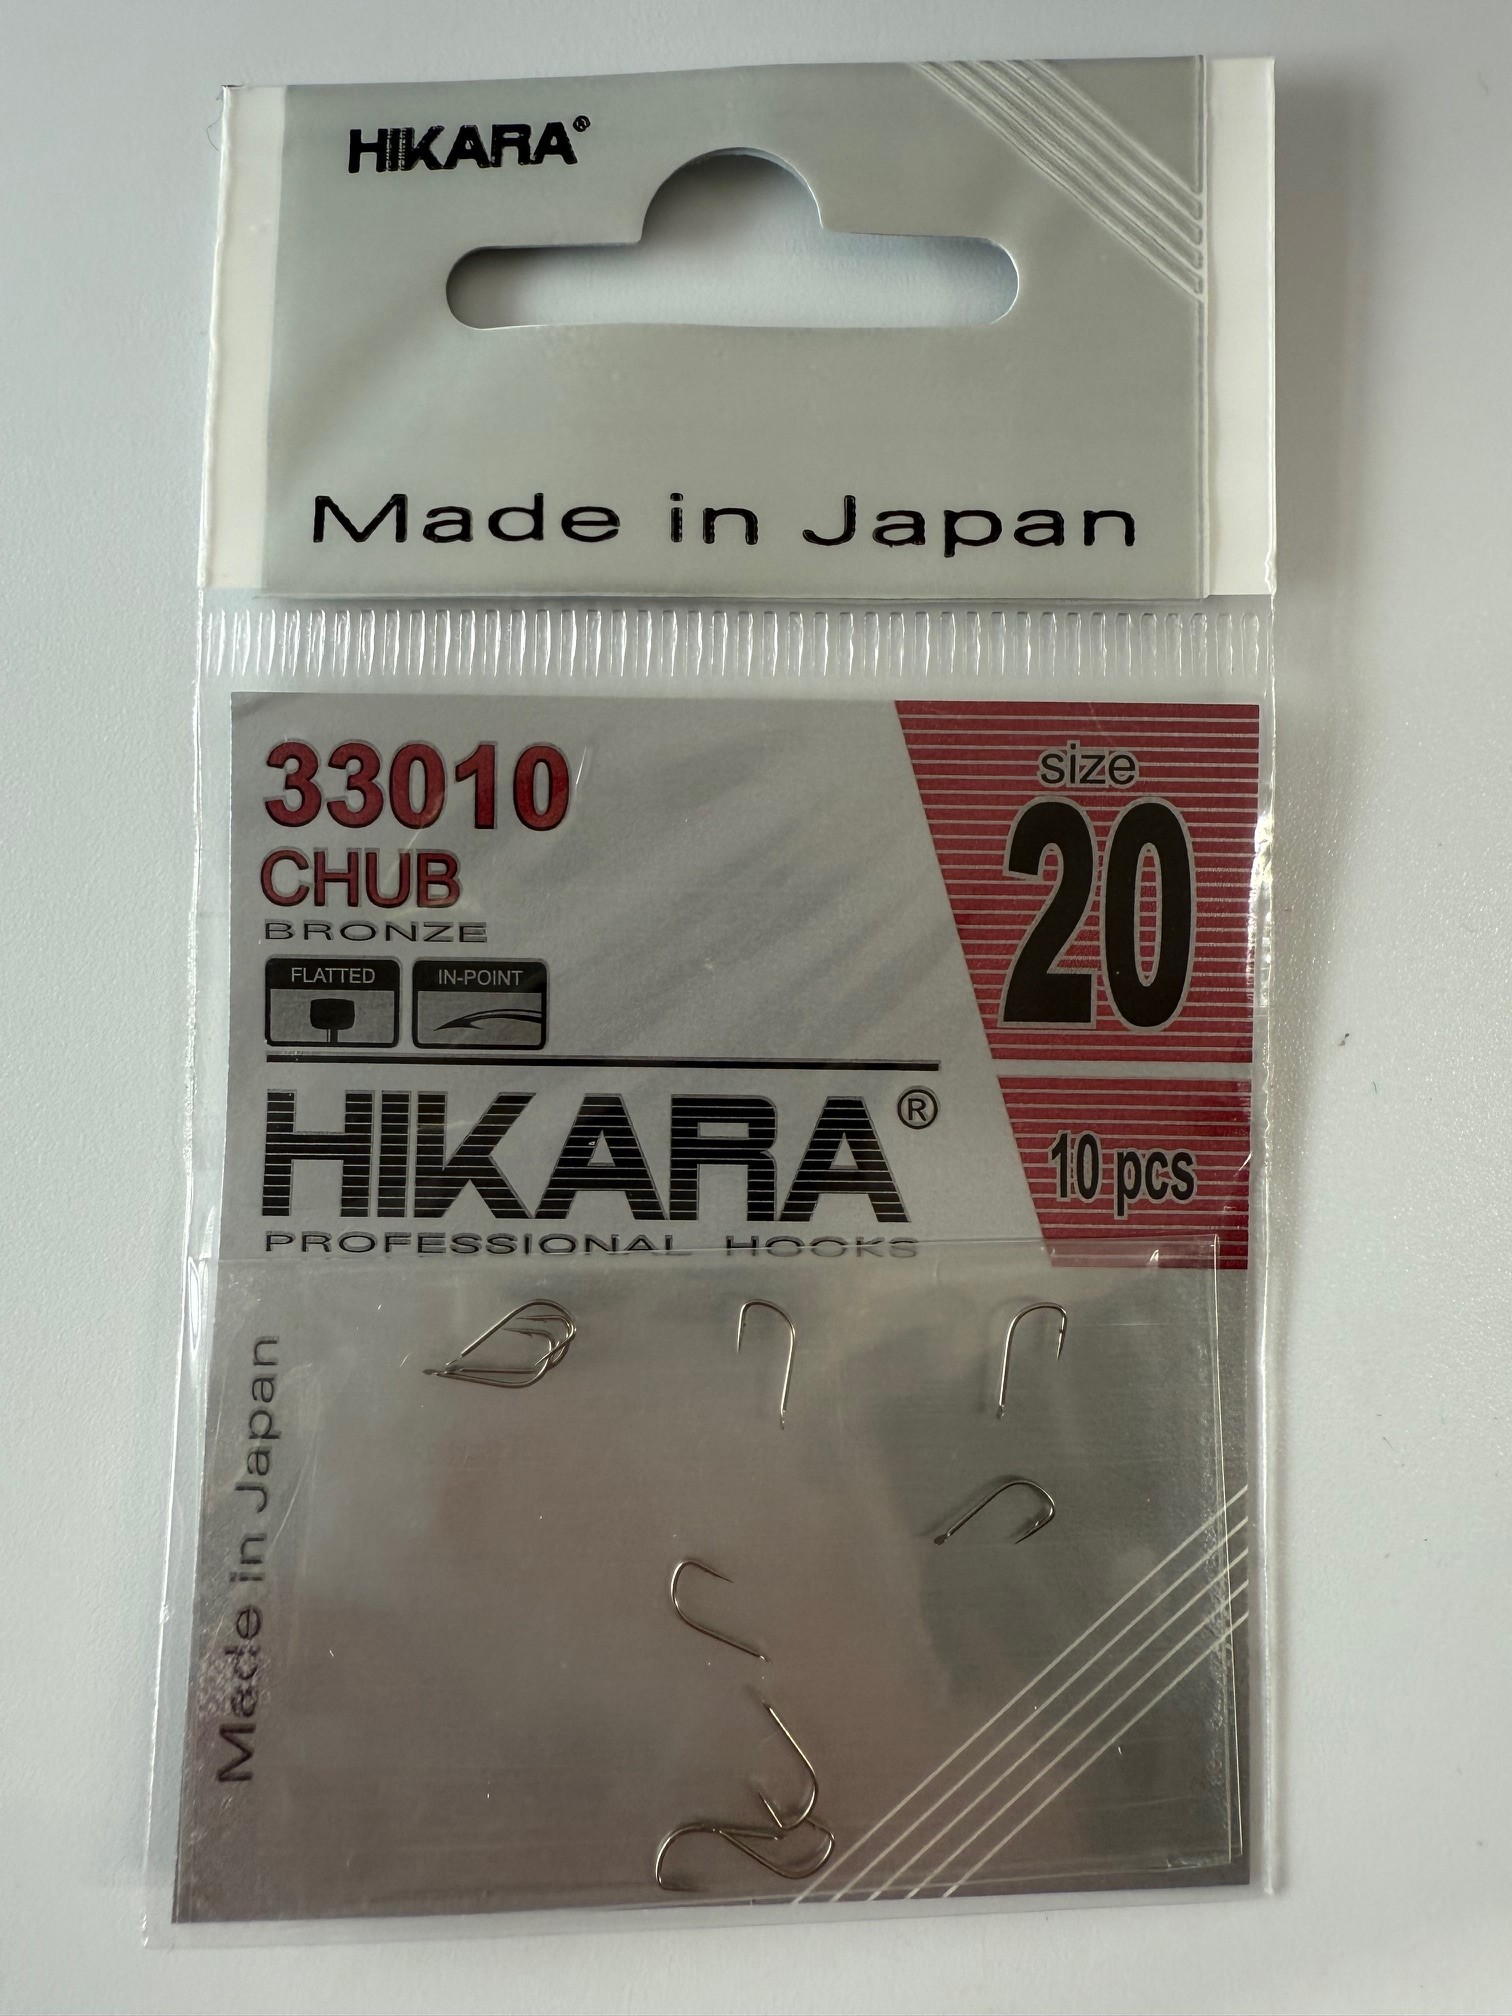 HIKARA®
Made in Japan
33010
CHUB
BRONZE
FLATTED
IN-POINT
size
20
HIKARA®
10 pcs
PROFESSIONAL HOOKS
Made in Japan